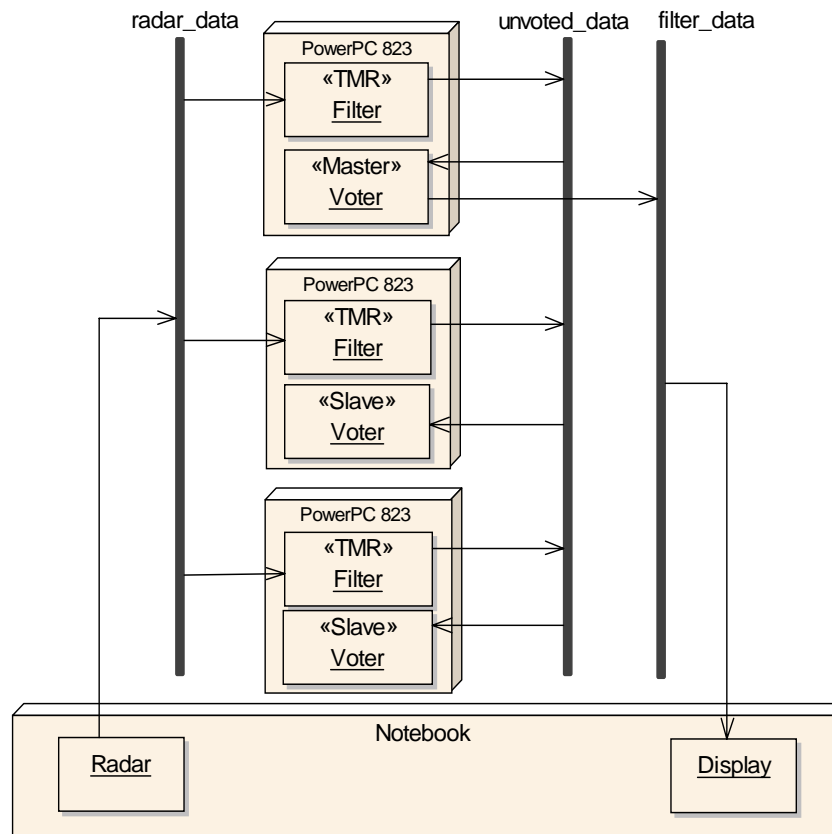 radar_data
unvoted_data
filter_data
PowerPC 823
«TMR»
Filter
«Master»
Voter
PowerPC 823
«TMR»
Filter
«Slave»
Voter
PowerPC 823
«TMR»
Filter
«Slave»
Voter
Notebook
Radar
Display